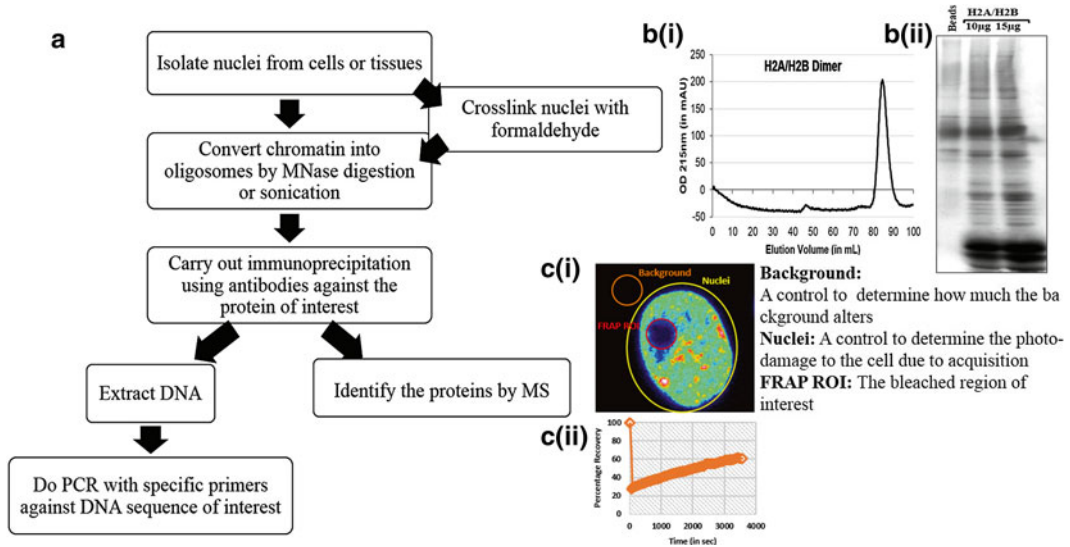 a
Isolate nuclei from cells or tissues
Crosslink nuclei with
formaldehyde
Convert chromatin into
oligosomes by MNase digestion
or sonication
Carry out immunoprecipitation
using antibodies against the
protein of interest
Extract DNA
Identify the proteins by MS
Do PCR with specific primers
against DNA sequence of interest
b(i)
H2A/H2B Dimer
OD 215nm (in mAU)
250
200
150
100
50
0
-50
0 10 20 30 40 50 60 70 80 90 100
Elution Volume (in mL)
b(ii)
Beads
H2A/H2B
10µg 15µg
c(i)
Background
Nuclei
FRAP ROI
Background:
A control to determine how much the ba
ckground alters
Nuclei: A control to determine the photo-
damage to the cell due to acquisition
FRAP ROI: The bleached region of
interest
c(ii)
Percentage Recovery
100
80
60
40
20
0
0 1000 2000 3000 4000
Time (in sec)